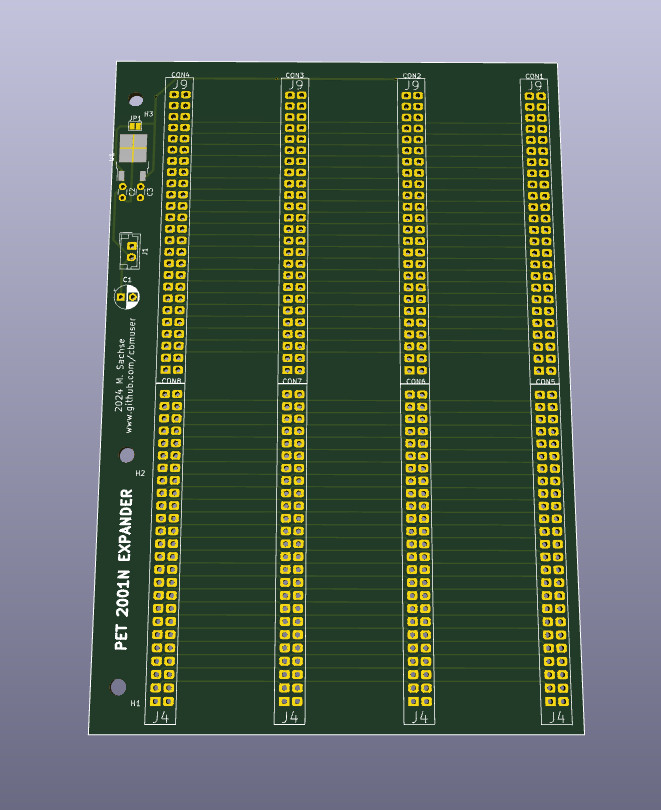 CON4 CON3 CON2 CON1
J9 J9 J9 J9
H3
JP1
U1
C2 C3
J1
C1
2024 M. Sachse
www.github.com/cbmuser
CON8 CON7 CON6 CON5
H2
PET 2001N EXPANDER
H1
J4 J4 J4 J4